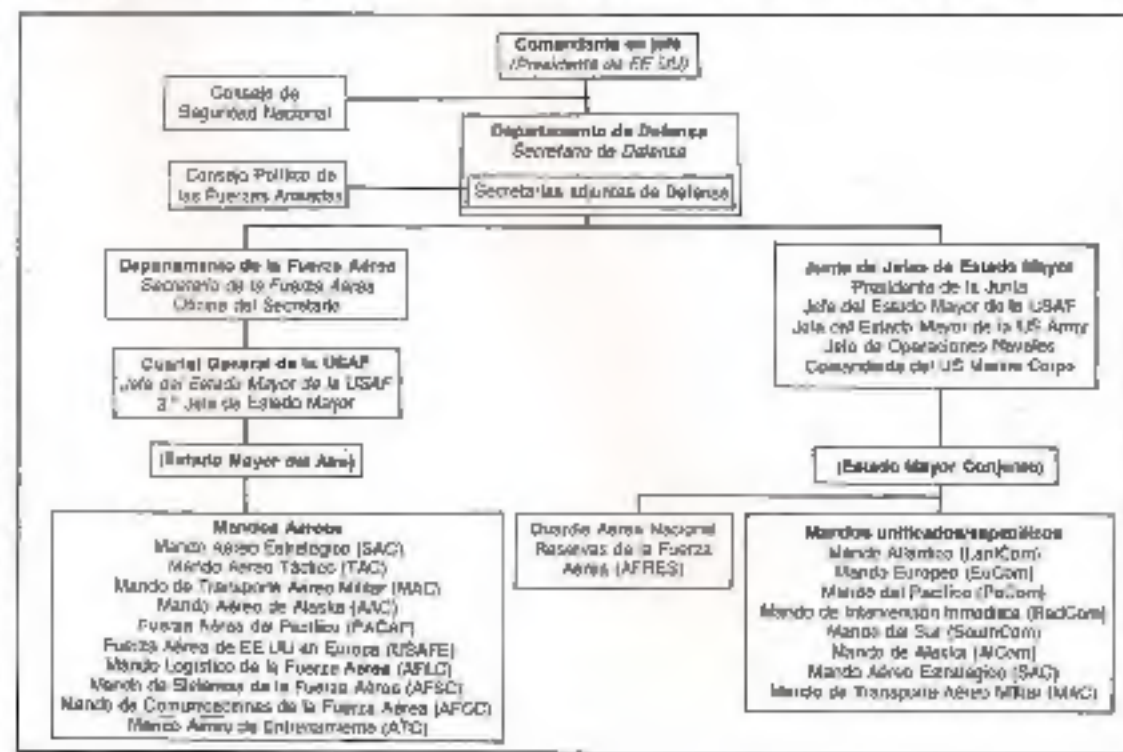 Comandante en jefe
(Presidente de EE UU)
Consejo de
Seguridad Nacional
Departamento de Defensa
Secretario de Defensa
Consejo Político de
las Fuerzas Armadas
Secretarías adjuntas de Defensa
Departamento de la Fuerza Aérea
Secretario de la Fuerza Aérea
Oficina del Secretario
Junta de Jefes de Estado Mayor
Presidente de la Junta
Jefe del Estado Mayor de la USAF
Jefe del Estado Mayor de la US Army
Jefe de Operaciones Navales
Comandante del US Marine Corps
Cuartel General de la USAF
Jefe del Estado Mayor de la USAF
Jefe de Estado Mayor
(Estado Mayor del Aire)
(Estado Mayor Conjunto)
Mandos Aéreos
Mando Aéreo Estratégico (SAC)
Mando Aéreo Táctico (TAC)
Mando de Transporte Aéreo Militar (MAC)
Mando Aéreo de Alaska (AAC)
Fuerzas Aéreas del Pacífico (PACAF)
Fuerza Aérea de EE UU en Europa (USAFE)
Mando Logístico de la Fuerza Aérea (AFLC)
Mando de Sistemas de la Fuerza Aérea (AFSC)
Mando de Comunicaciones de la Fuerza Aérea (AFCC)
Mando Aéreo de Entrenamiento (ATC)
Guardia Aérea Nacional
Reservas de la Fuerza
Aérea (AFRES)
Mandos unificados/específicos
Mando Atlántico (LantCom)
Mando Europeo (EuCom)
Mando del Pacífico (PaCom)
Mando de Intervención Inmediata (RedCom)
Mando del Sur (SouthCom)
Mando de Alaska (AlCom)
Mando Aéreo Estratégico (SAC)
Mando de Transporte Aéreo Militar (MAC)